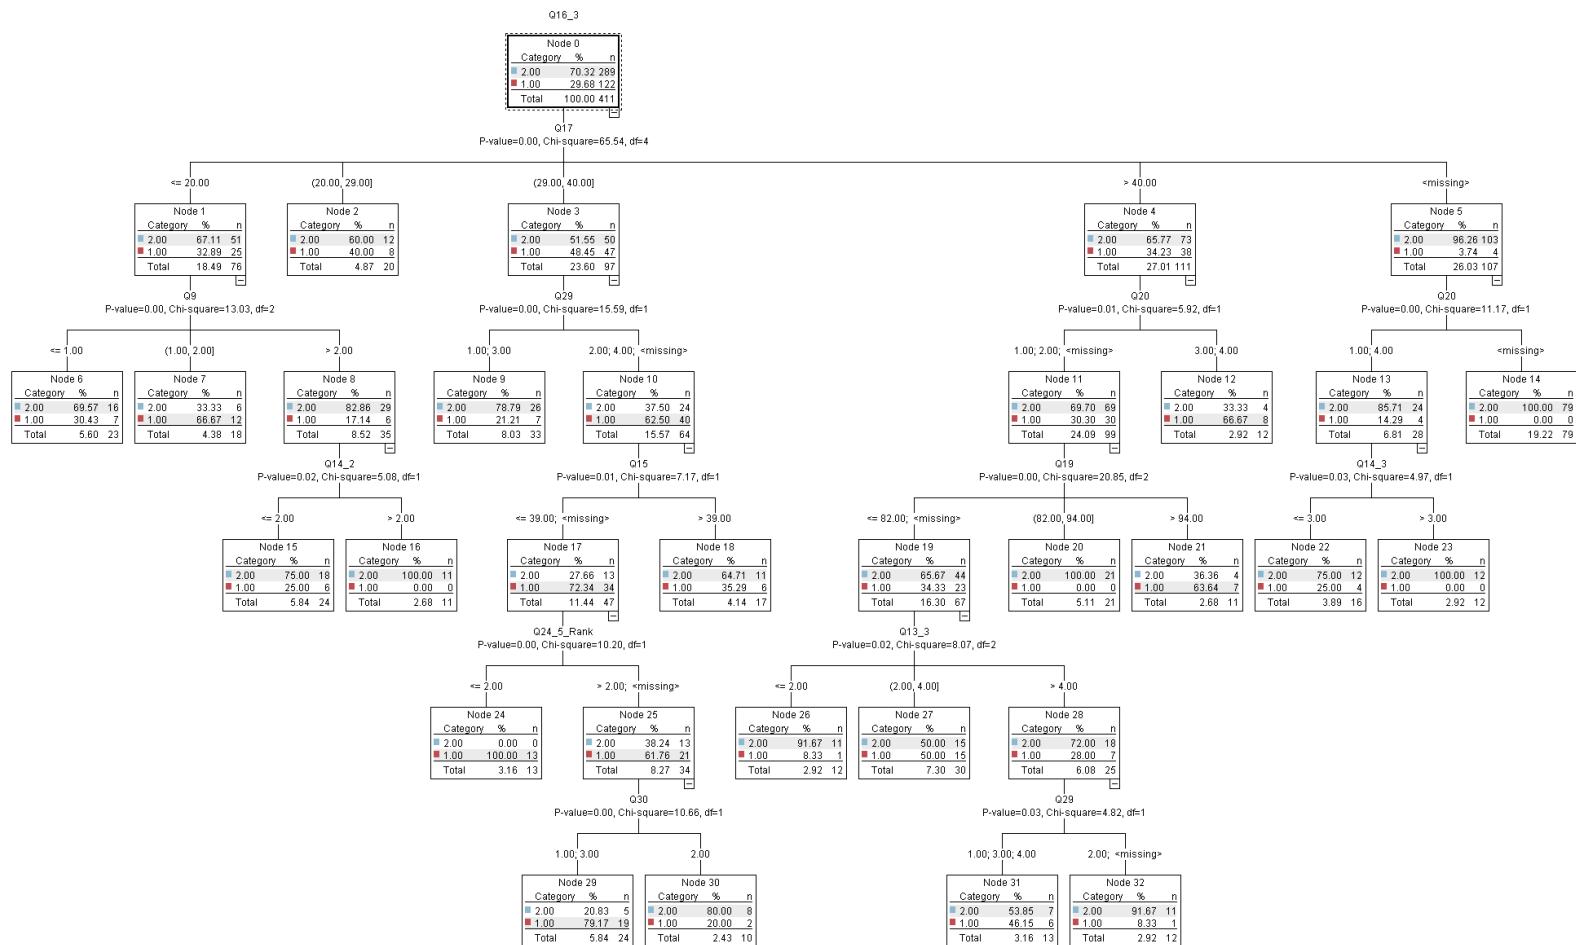 Q16_3
Node 0
Category % n
2.00 70.32 289
1.00 29.68 122
Total 100.00 411
Q17
P-value=0.00, Chi-square=65.54, df=4
<= 20.00
(20.00, 29.00]
(29.00, 40.00]
> 40.00
<missing>
Node 1
Category % n
2.00 67.11 51
1.00 32.89 25
Total 18.49 76
Node 2
Category % n
2.00 60.00 12
1.00 40.00 8
Total 4.87 20
Node 3
Category % n
2.00 51.55 50
1.00 48.45 47
Total 23.60 97
Node 4
Category % n
2.00 65.77 73
1.00 34.23 38
Total 27.01 111
Node 5
Category % n
2.00 96.26 103
1.00 3.74 4
Total 26.03 107
Q9
P-value=0.00, Chi-square=13.03, df=2
Q29
P-value=0.00, Chi-square=15.59, df=1
Q20
P-value=0.01, Chi-square=5.92, df=1
Q20
P-value=0.00, Chi-square=11.17, df=1
<= 1.00
(1.00, 2.00]
> 2.00
1.00; 3.00
2.00; 4.00; <missing>
1.00; 2.00; <missing>
3.00; 4.00
1.00; 4.00
<missing>
Node 6
Category % n
2.00 69.57 16
1.00 30.43 7
Total 5.60 23
Node 7
Category % n
2.00 33.33 6
1.00 66.67 12
Total 4.38 18
Node 8
Category % n
2.00 82.86 29
1.00 17.14 6
Total 8.52 35
Node 9
Category % n
2.00 78.79 26
1.00 21.21 7
Total 8.03 33
Node 10
Category % n
2.00 37.50 24
1.00 62.50 40
Total 15.57 64
Node 11
Category % n
2.00 69.70 69
1.00 30.30 30
Total 24.09 99
Node 12
Category % n
2.00 33.33 4
1.00 66.67 8
Total 2.92 12
Node 13
Category % n
2.00 85.71 24
1.00 14.29 4
Total 6.81 28
Node 14
Category % n
2.00 100.00 79
1.00 0.00 0
Total 19.22 79
Q14_2
P-value=0.02, Chi-square=5.08, df=1
Q15
P-value=0.01, Chi-square=7.17, df=1
Q19
P-value=0.00, Chi-square=20.85, df=2
Q14_3
P-value=0.03, Chi-square=4.97, df=1
<= 2.00
> 2.00
<= 39.00; <missing>
> 39.00
<= 82.00; <missing>
(82.00, 94.00]
> 94.00
<= 3.00
> 3.00
Node 15
Category % n
2.00 75.00 18
1.00 25.00 6
Total 5.84 24
Node 16
Category % n
2.00 100.00 11
1.00 0.00 0
Total 2.68 11
Node 17
Category % n
2.00 27.66 13
1.00 72.34 34
Total 11.44 47
Node 18
Category % n
2.00 64.71 11
1.00 35.29 6
Total 4.14 17
Node 19
Category % n
2.00 65.67 44
1.00 34.33 23
Total 16.30 67
Node 20
Category % n
2.00 100.00 21
1.00 0.00 0
Total 5.11 21
Node 21
Category % n
2.00 36.36 4
1.00 63.64 7
Total 2.68 11
Node 22
Category % n
2.00 75.00 12
1.00 25.00 4
Total 3.89 16
Node 23
Category % n
2.00 100.00 12
1.00 0.00 0
Total 2.92 12
Q24_5_Rank
P-value=0.00, Chi-square=10.20, df=1
Q13_3
P-value=0.02, Chi-square=8.07, df=2
<= 2.00
> 2.00; <missing>
<= 2.00
(2.00, 4.00]
> 4.00
Node 24
Category % n
2.00 0.00 0
1.00 100.00 13
Total 3.16 13
Node 25
Category % n
2.00 38.24 13
1.00 61.76 21
Total 8.27 34
Node 26
Category % n
2.00 91.67 11
1.00 8.33 1
Total 2.92 12
Node 27
Category % n
2.00 50.00 15
1.00 50.00 15
Total 7.30 30
Node 28
Category % n
2.00 72.00 18
1.00 28.00 7
Total 6.08 25
Q30
P-value=0.00, Chi-square=10.66, df=1
Q29
P-value=0.03, Chi-square=4.82, df=1
1.00; 3.00
2.00
1.00; 3.00; 4.00
2.00; <missing>
Node 29
Category % n
2.00 20.83 5
1.00 79.17 19
Total 5.84 24
Node 30
Category % n
2.00 80.00 8
1.00 20.00 2
Total 2.43 10
Node 31
Category % n
2.00 53.85 7
1.00 46.15 6
Total 3.16 13
Node 32
Category % n
2.00 91.67 11
1.00 8.33 1
Total 2.92 12